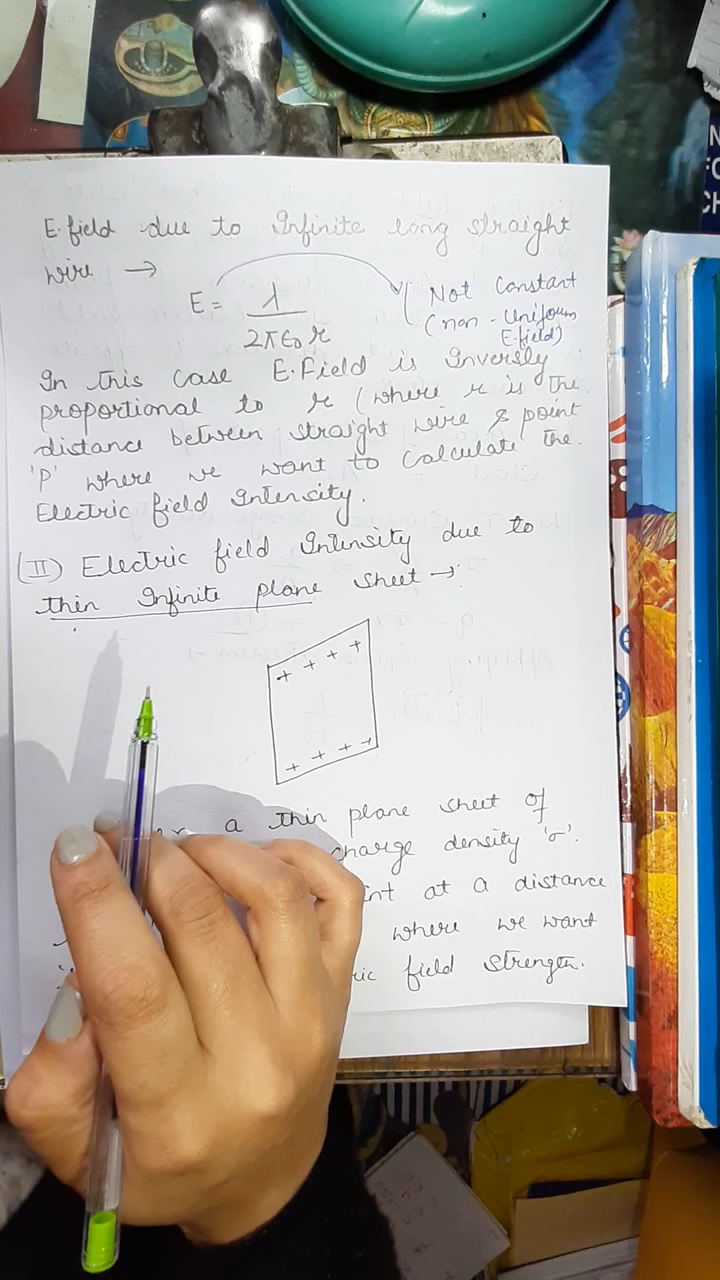 E. field due to Infinite long straight
wire →
E = λ / 2πϵ₀ r
( Not Constant
(non - Uniform
E. field)
In this case E. Field is Inversly
proportional to r (where r is the
distance between straight wire & point
'P' where we want to calculate the
Electric field Intensity.
(II) Electric field Intensity due to
thin Infinite plane sheet →
+ + + +
+ + + +
a thin plane sheet of
charge density 'σ'.
at a distance
where we want
field strength.
N